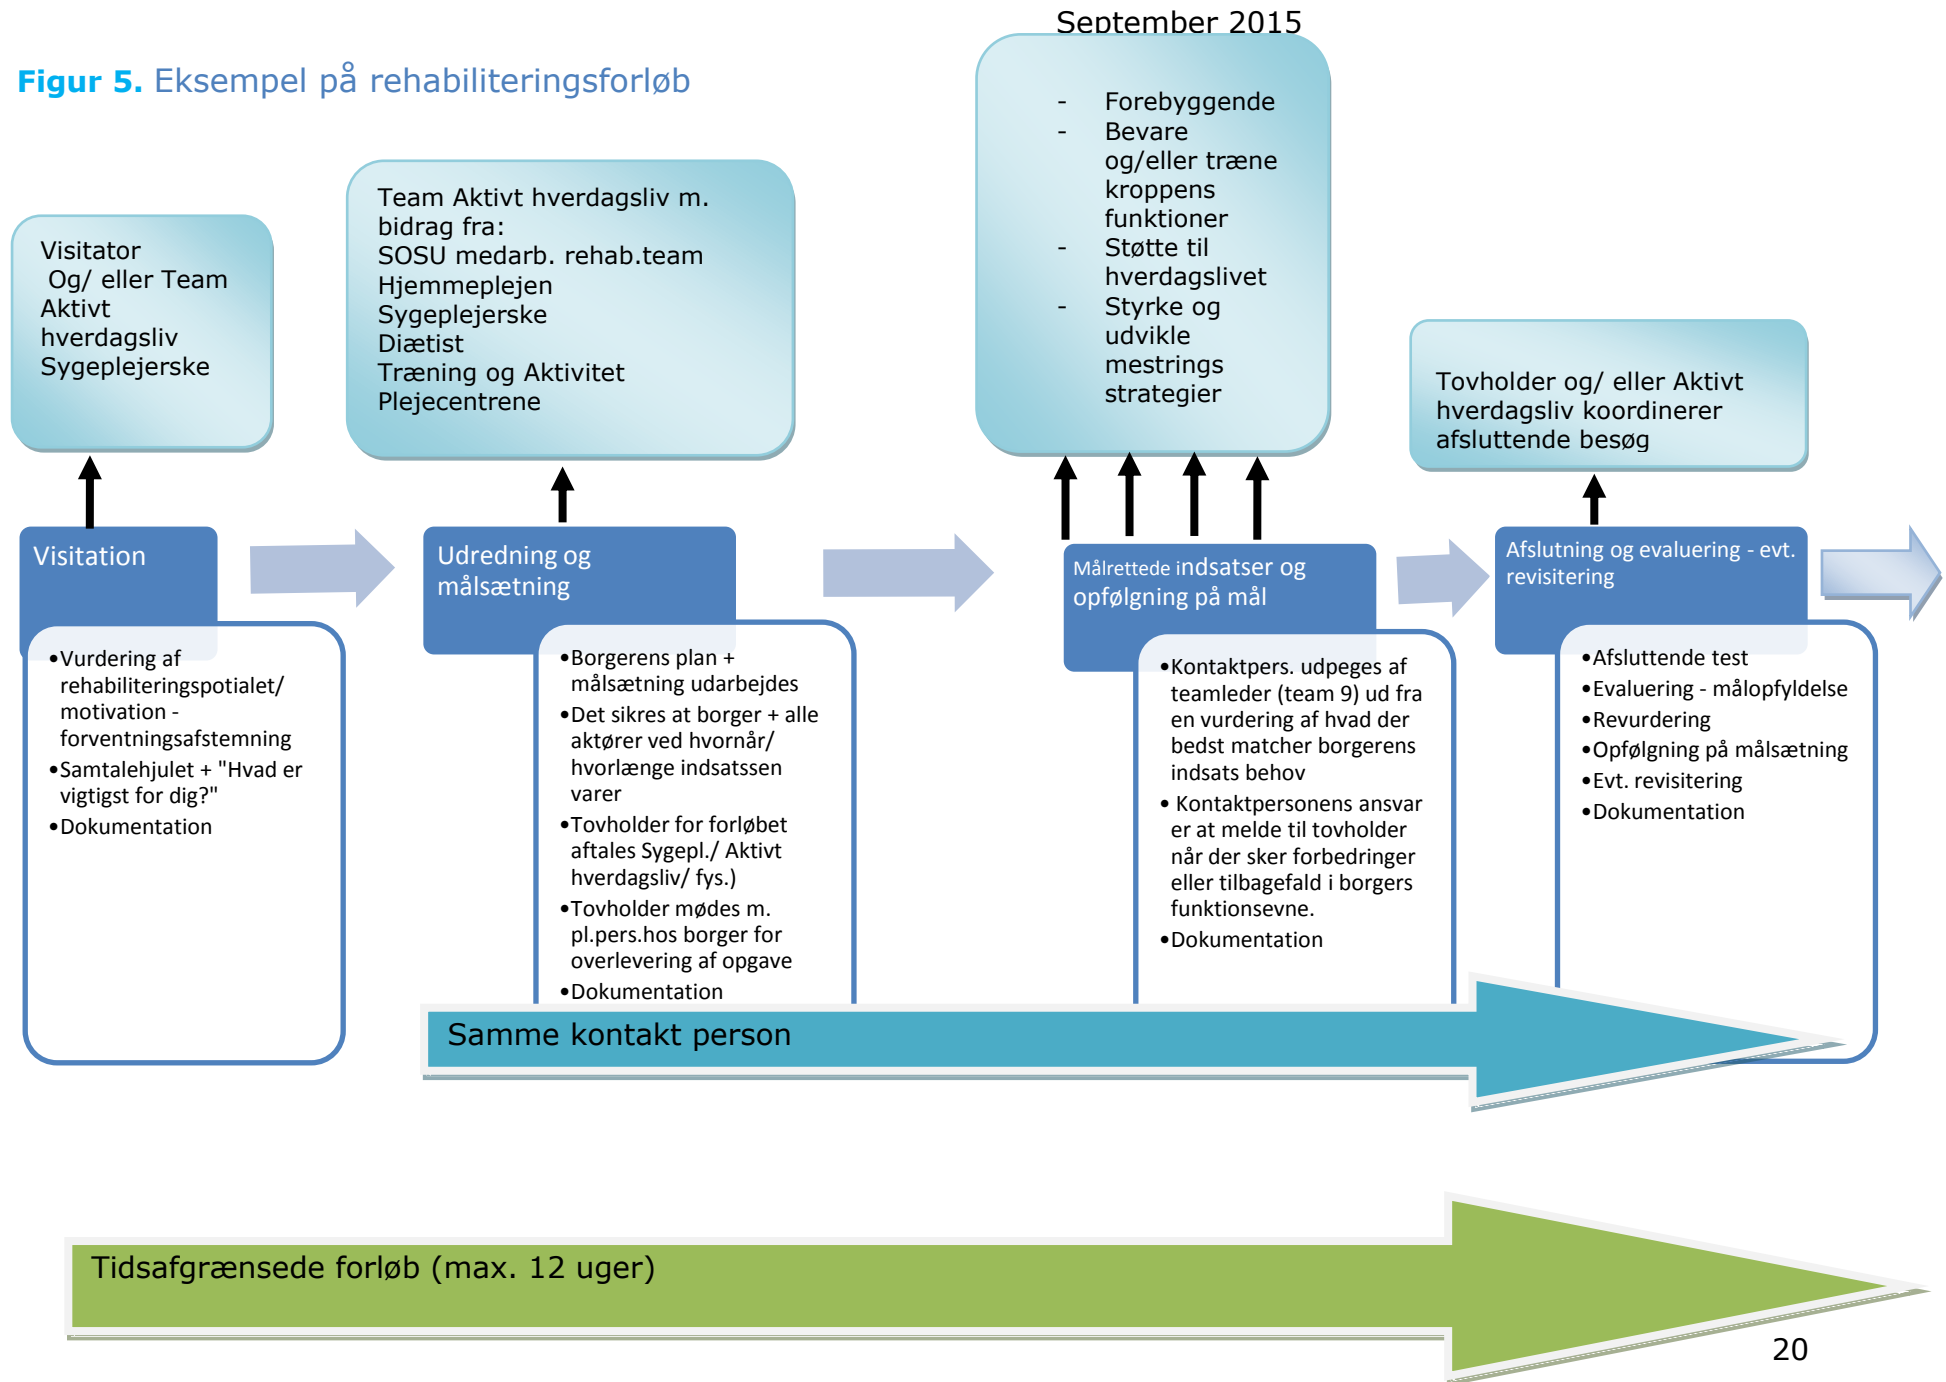 September 2015
Figur 5. Eksempel på rehabiliteringsforløb
Visitator
Og/ eller Team
Aktivt
hverdagsliv
Sygeplejerske
Team Aktivt hverdagsliv m.
bidrag fra:
SOSU medarb. rehab.team
Hjemmeplejen
Sygeplejerske
Diætist
Træning og Aktivitet
Plejecentrene
- Forebyggende
- Bevare
og/eller træne
kroppens
funktioner
- Støtte til
hverdagslivet
- Styrke og
udvikle
mestrings
strategier
Tovholder og/ eller Aktivt
hverdagsliv koordinerer
afsluttende besøg
Visitation
•Vurdering af
rehabiliteringspotialet/
motivation -
forventningsafstemning
•Samtalehjulet + "Hvad er
vigtigst for dig?"
•Dokumentation
Udredning og
målsætning
•Borgerens plan +
målsætning udarbejdes
•Det sikres at borger + alle
aktører ved hvornår/
hvorlænge indsatssen
varer
•Tovholder for forløbet
aftales Sygepl./ Aktivt
hverdagsliv/ fys.)
•Tovholder mødes m.
pl.pers.hos borger for
overlevering af opgave
•Dokumentation
Målrettede indsatser og
opfølgning på mål
•Kontaktpers. udpeges af
teamleder (team 9) ud fra
en vurdering af hvad der
bedst matcher borgerens
indsats behov
• Kontaktpersonens ansvar
er at melde til tovholder
når der sker forbedringer
eller tilbagefald i borgers
funktionsevne.
•Dokumentation
Afslutning og evaluering - evt.
revisitering
•Afsluttende test
•Evaluering - målopfyldelse
•Revurdering
•Opfølgning på målsætning
•Evt. revisitering
•Dokumentation
Samme kontakt person
Tidsafgrænsede forløb (max. 12 uger)
20